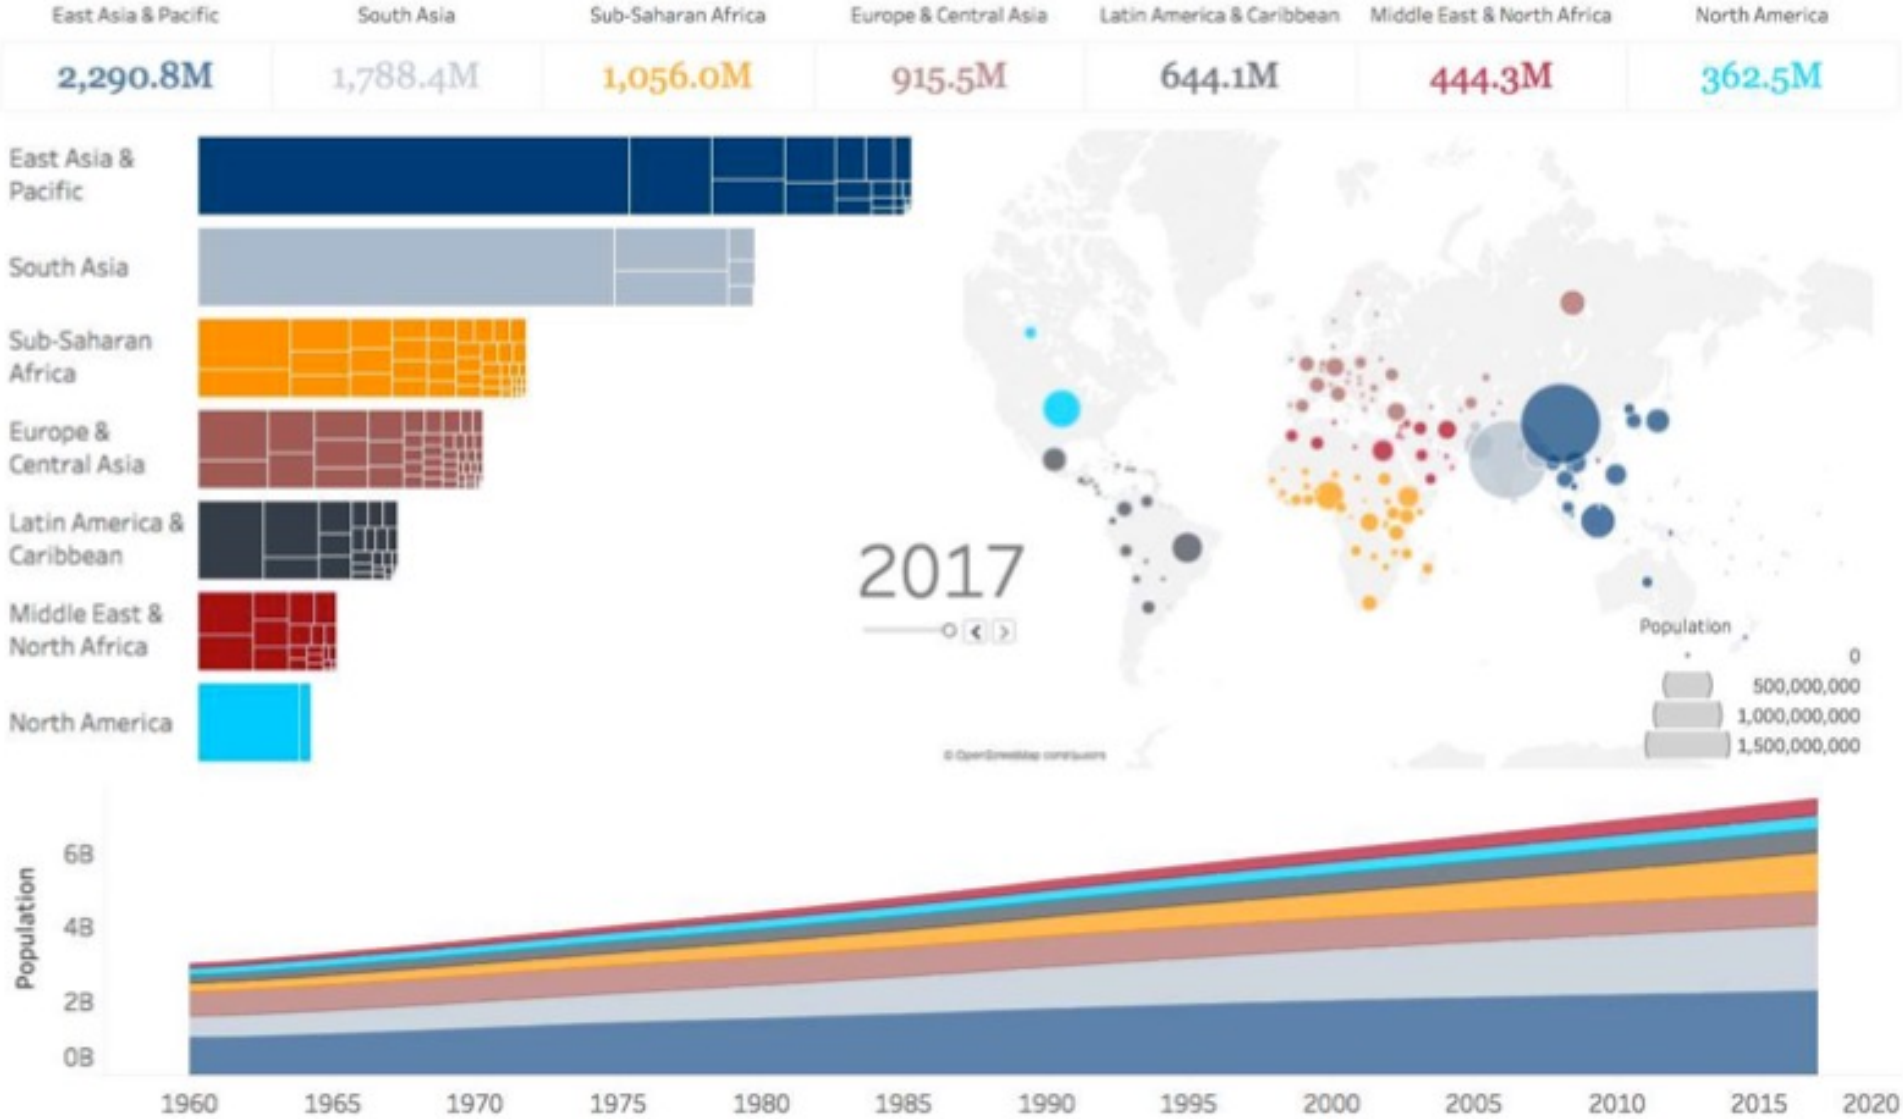 East Asia & Pacific
South Asia
Sub-Saharan Africa
Europe & Central Asia
Latin America & Caribbean
Middle East & North Africa
North America
2,290.8M
1,788.4M
1,056.0M
915.5M
644.1M
444.3M
362.5M
East Asia &
Pacific
South Asia
Sub-Saharan
Africa
Europe &
Central Asia
Latin America &
Caribbean
Middle East &
North Africa
North America
2017
© OpenStreetMap contributors
Population
0
500,000,000
1,000,000,000
1,500,000,000
Population
6B
4B
2B
0B
1960
1965
1970
1975
1980
1985
1990
1995
2000
2005
2010
2015
2020